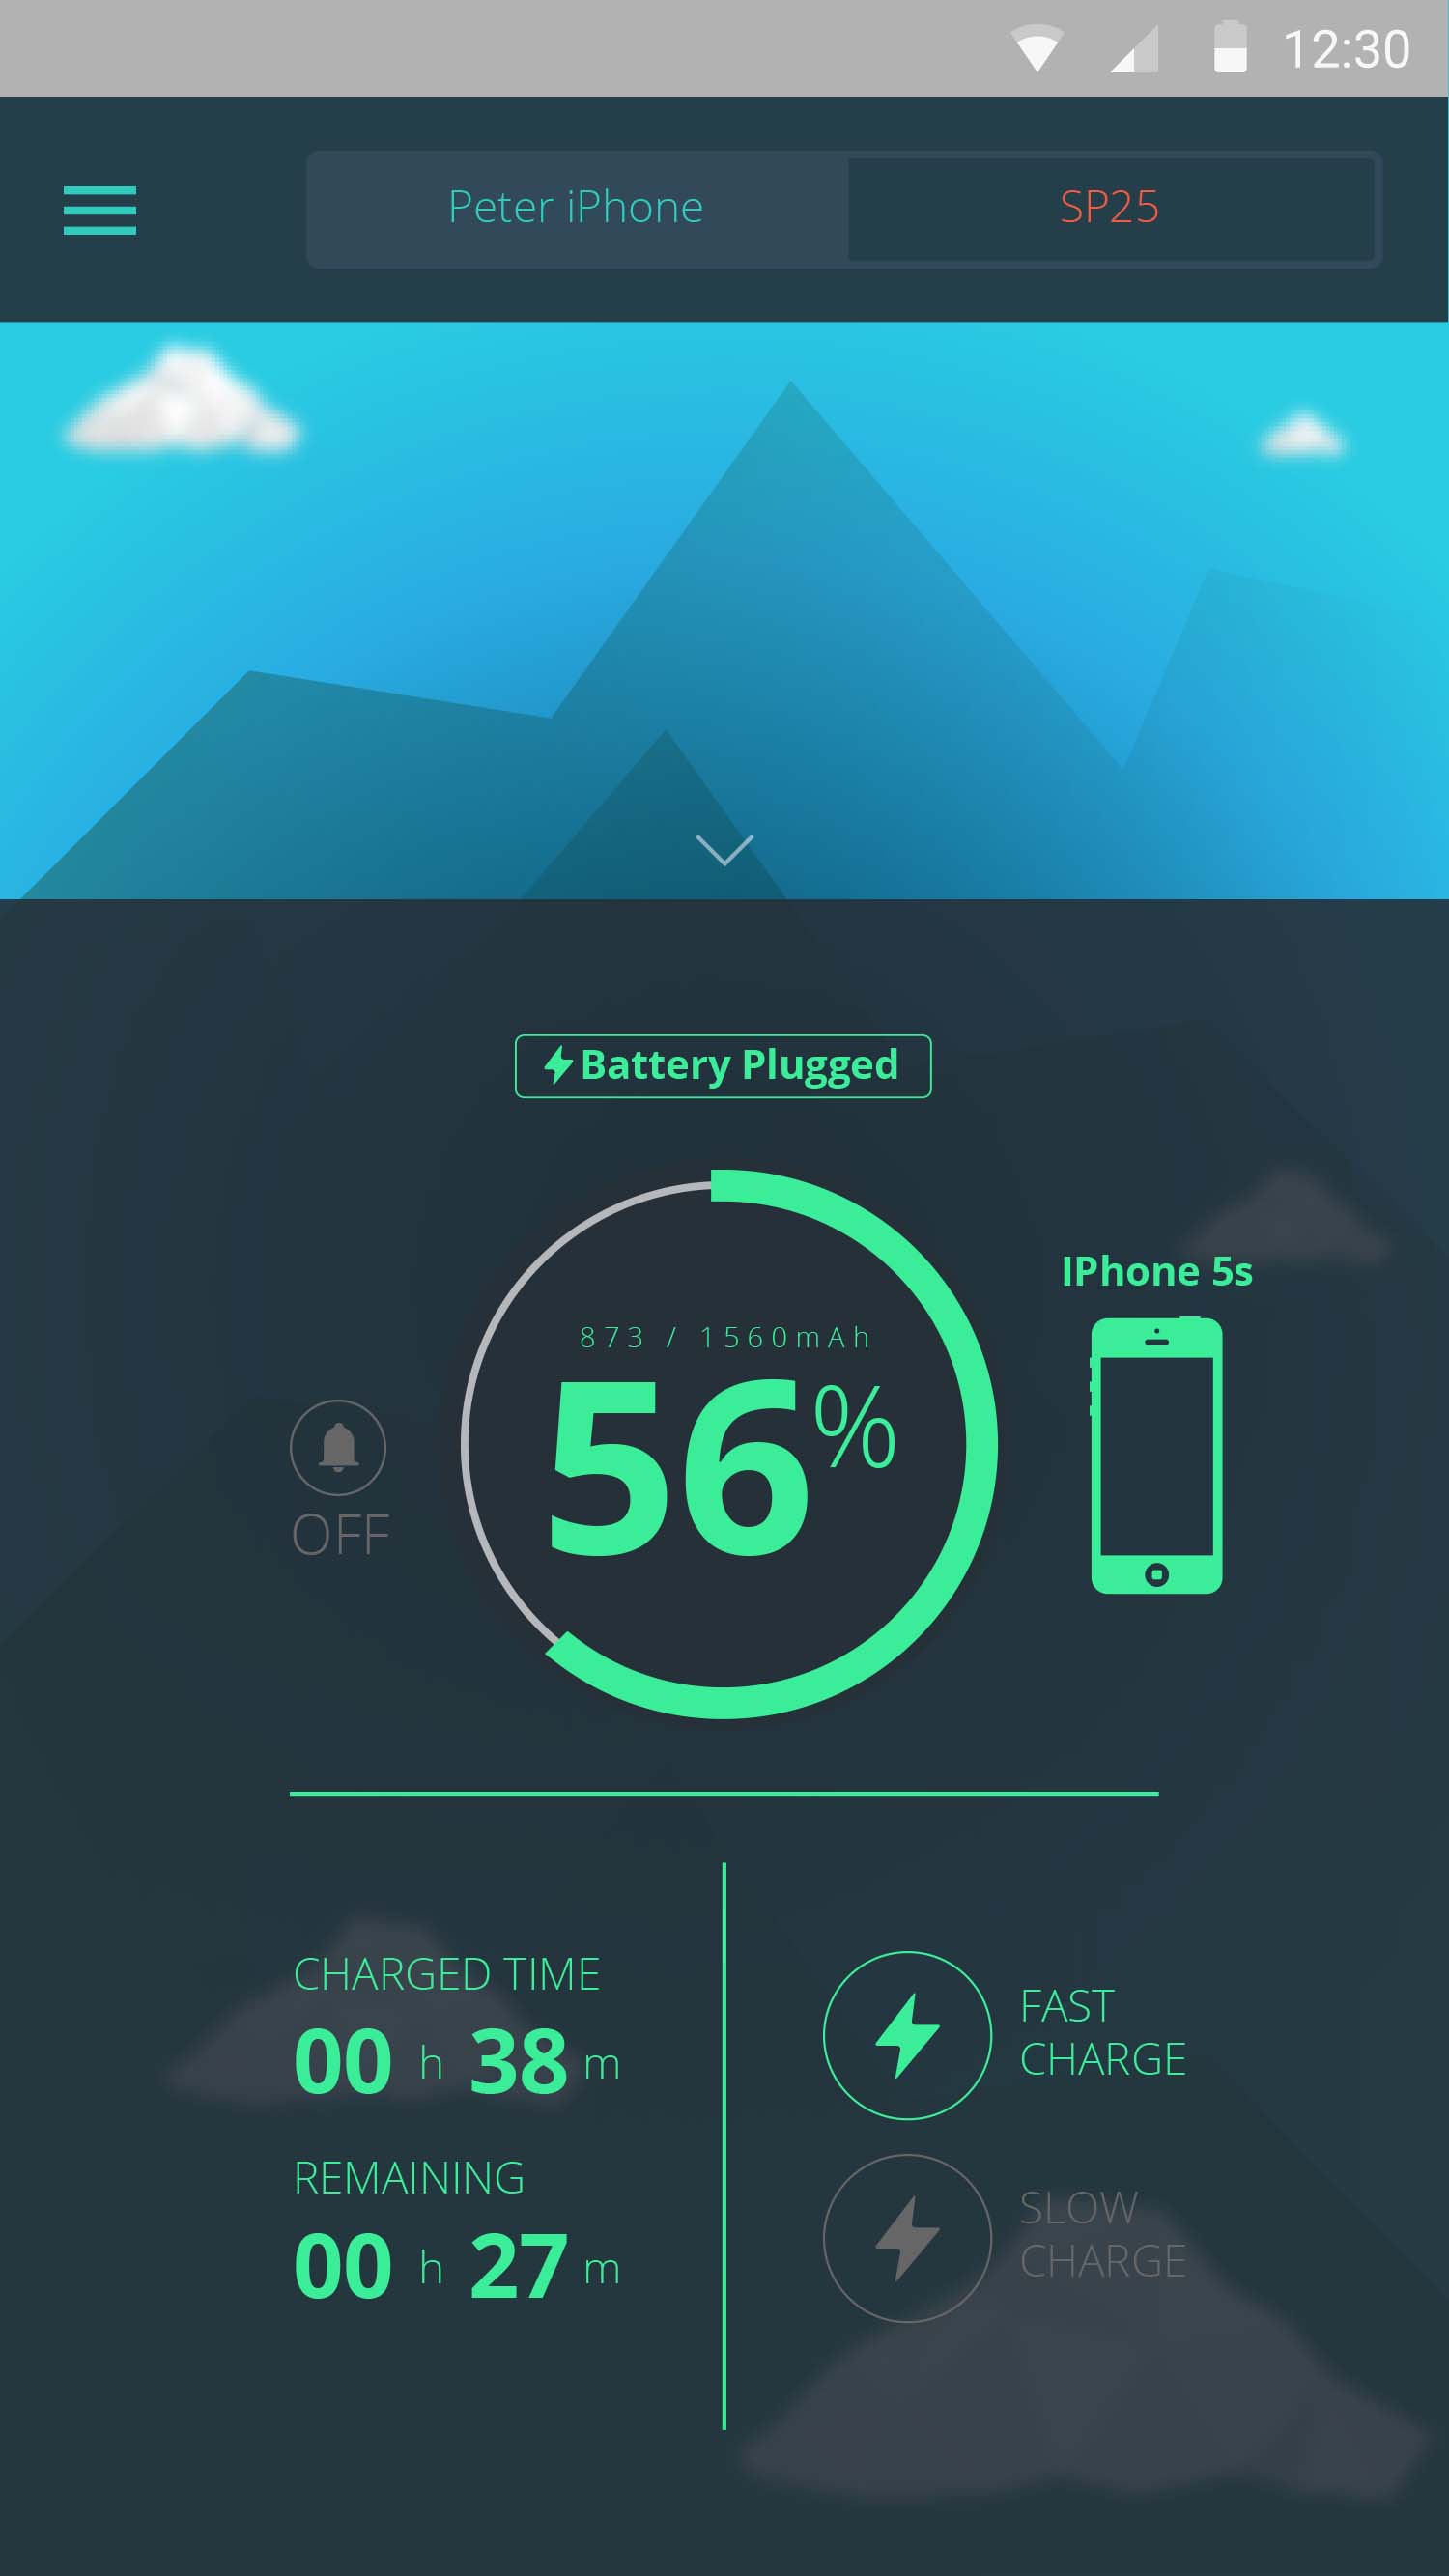 12:30
Peter iPhone
SP25
Battery Plugged
IPhone 5s
873 / 1560mAh
56%
OFF
CHARGED TIME
00 h 38 m
REMAINING
00 h 27 m
FAST
CHARGE
SLOW
CHARGE